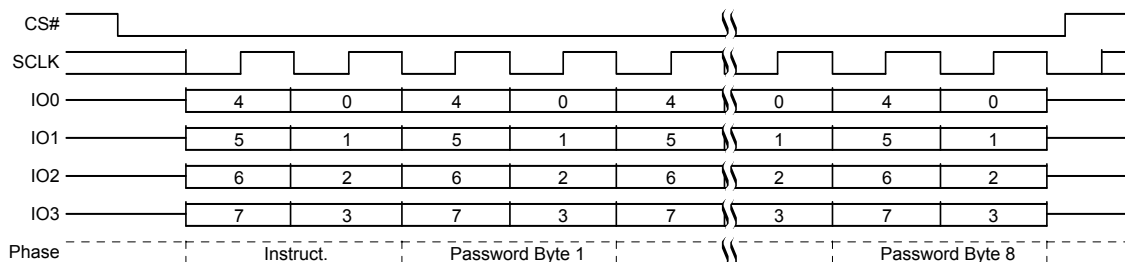 CS#
SCLK
IO0 4 0 4 0 4 0 4 0
IO1 5 1 5 1 5 1 5 1
IO2 6 2 6 2 6 2 6 2
IO3 7 3 7 3 7 3 7 3
Phase Instruct. Password Byte 1 Password Byte 8